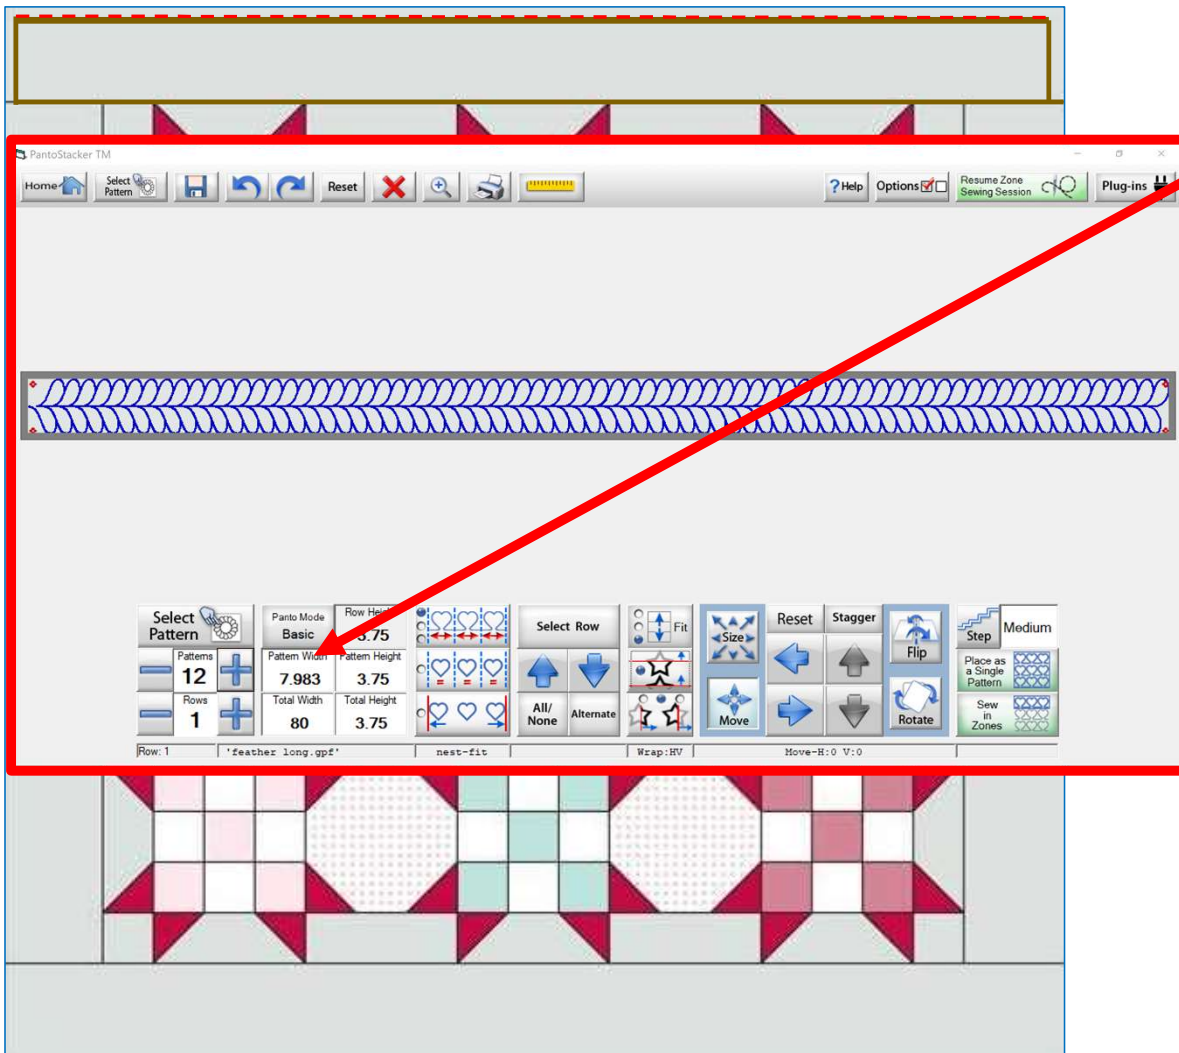 PantoStacker TM
Home
Select Pattern
Reset
? Help
Options
Resume Zone
Sewing Session
Plug-ins
Select
Pattern
Panto Mode
Basic
Row Heigh
3.75
Patterns
12
Pattern Width
7.983
Pattern Height
3.75
Rows
1
Total Width
80
Total Height
3.75
Select Row
All/
None
Alternate
Fit
Size
Move
Reset
Stagger
Flip
Rotate
Step
Medium
Place as
a Single
Pattern
Sew
in
Zones
Row: 1
'feather long.gpf'
nest-fit
Wrap:HV
Move-H:0 V:0